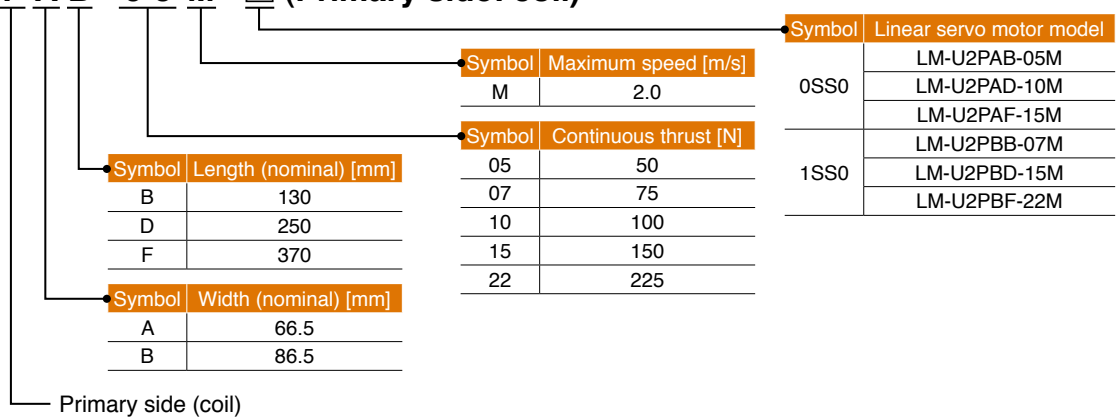 (Primary side: coil)
Symbol Linear servo motor model
0SS0 LM-U2PAB-05M
LM-U2PAD-10M
LM-U2PAF-15M
1SS0 LM-U2PBB-07M
LM-U2PBD-15M
LM-U2PBF-22M
Symbol Maximum speed [m/s]
M 2.0
Symbol Continuous thrust [N]
05 50
07 75
10 100
15 150
22 225
Symbol Length (nominal) [mm]
B 130
D 250
F 370
Symbol Width (nominal) [mm]
A 66.5
B 86.5
Primary side (coil)